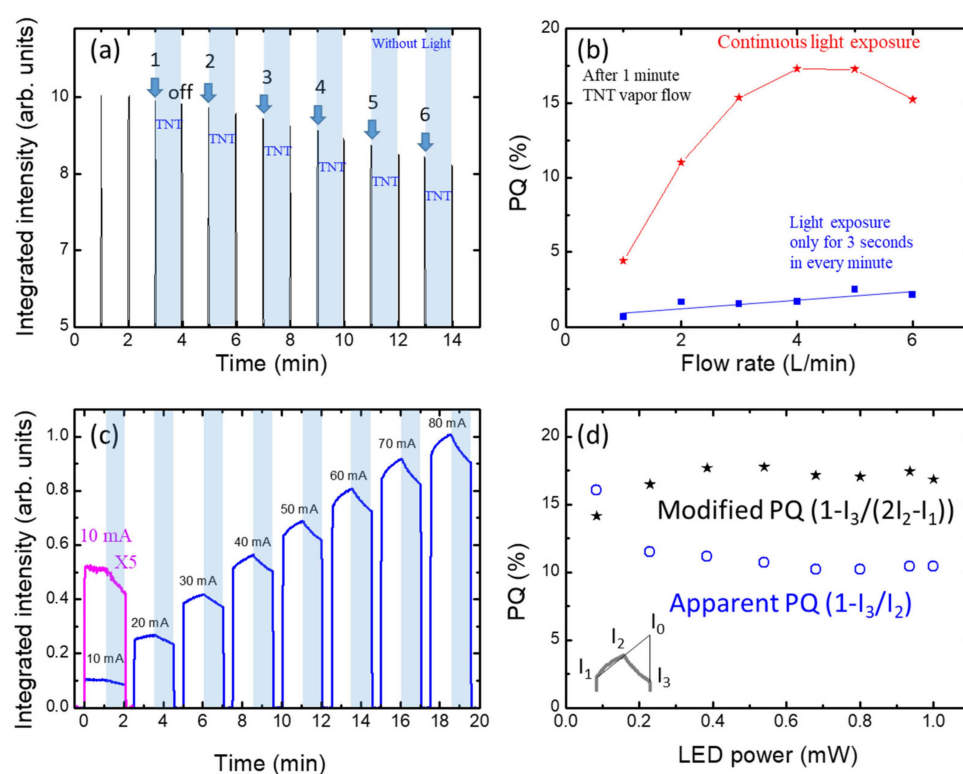 (a)
Without Light
1
2
3
4
5
6
off
TNT
TNT
TNT
TNT
TNT
TNT
10
8
7
5
0 2 4 6 8 10 12 14
Integrated intensity (arb. units)
Time (min)
(b)
Continuous light exposure
After 1 minute
TNT vapor flow
Light exposure
only for 3 seconds
in every minute
20
15
10
5
0
0 1 2 3 4 5 6
PQ (%)
Flow rate (L/min)
(c)
80 mA
70 mA
60 mA
50 mA
40 mA
30 mA
20 mA
10 mA
X5
10 mA
1.0
0.8
0.6
0.4
0.2
0.0
0 2 4 6 8 10 12 14 16 18 20
Integrated intensity (arb. units)
Time (min)
(d)
Modified PQ (1-I3/(2I2-I1))
Apparent PQ (1-I3/I2)
I0
I2
I1
I3
20
15
10
5
0
0.0 0.2 0.4 0.6 0.8 1.0
PQ (%)
LED power (mW)